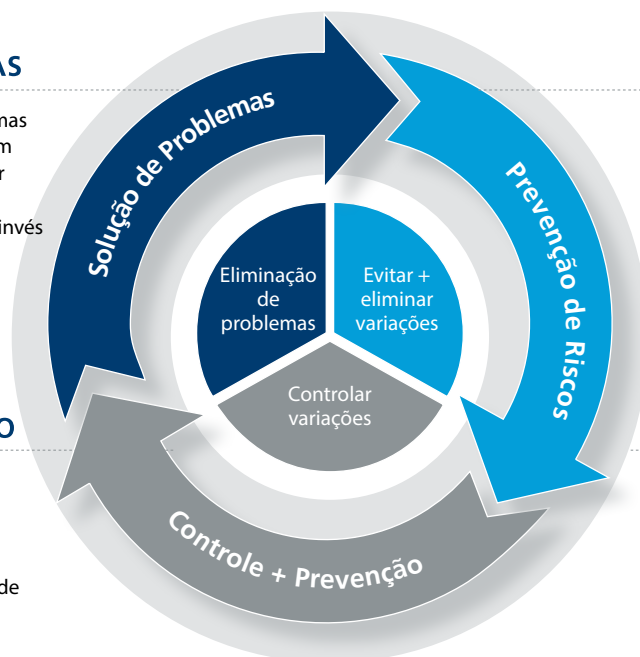 AS
mas
m
r
invés
Solução de Problemas
Prevenção de Riscos
Eliminação
de
problemas
Evitar +
eliminar
variações
Controlar
variações
O
Controle + Prevenção
de